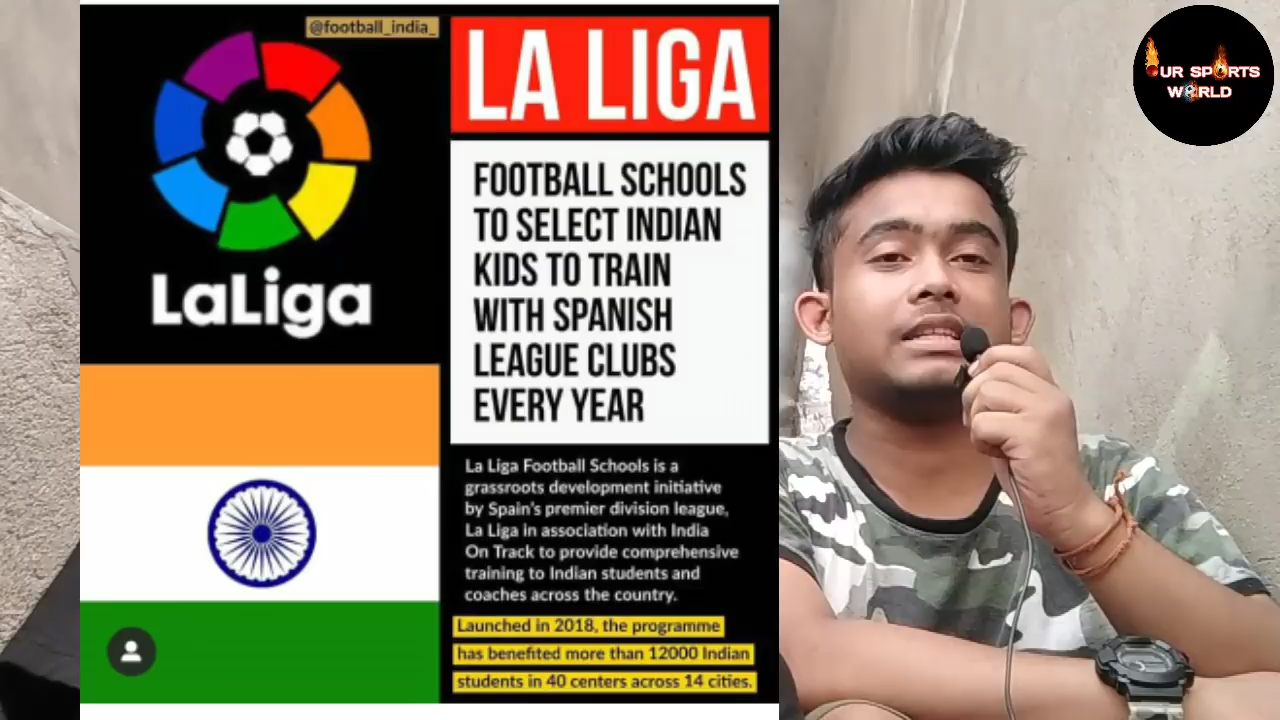 @football_india_
LaLiga
LA LIGA
FOOTBALL SCHOOLS
TO SELECT INDIAN
KIDS TO TRAIN
WITH SPANISH
LEAGUE CLUBS
EVERY YEAR
La Liga Football Schools is a
grassroots development initiative
by Spain's premier division league,
La Liga in association with India
On Track to provide comprehensive
training to Indian students and
coaches across the country.
Launched in 2018, the programme
has benefited more than 12000 Indian
students in 40 centers across 14 cities.
OUR SPORTS
WORLD